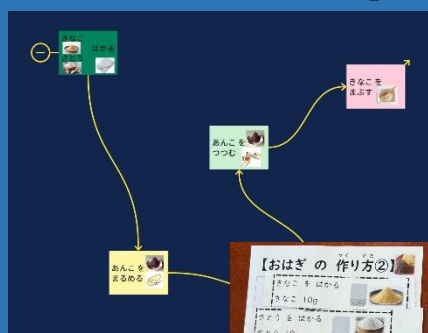 きなこ
さとう
はかる
きなこ を
まぶす
あんこ を
つつむ
あんこ を
まるめる
【おはぎ の 作り方②】
つく かた
きなこ を はかる
きなこ 10g
さとう を はかる